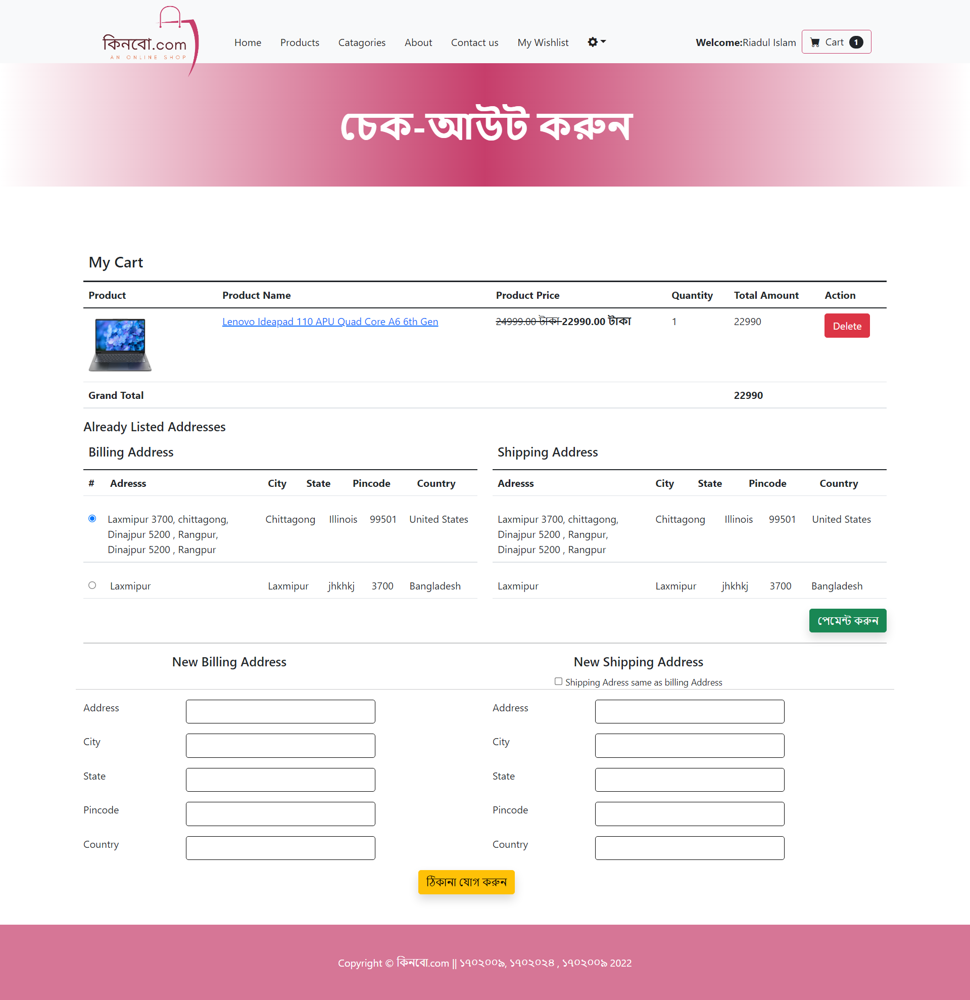 কিনবো.com
AN ONLINE SHOP
Home Products Catagories About Contact us My Wishlist Welcome:Riadul Islam Cart 1
চেক-আউট করুন
My Cart
Product Product Name Product Price Quantity Total Amount Action
Lenovo Ideapad 110 APU Quad Core A6 6th Gen 24999.00 টাকা 22990.00 টাকা 1 22990 Delete
Grand Total 22990
Already Listed Addresses
Billing Address Shipping Address
# Adresss City State Pincode Country Adresss City State Pincode Country
Laxmipur 3700, chittagong, Chittagong Illinois 99501 United States Laxmipur 3700, chittagong, Chittagong Illinois 99501 United States
Dinajpur 5200 , Rangpur, Dinajpur 5200 , Rangpur,
Dinajpur 5200 , Rangpur Dinajpur 5200 , Rangpur
Laxmipur Laxmipur jhkhkj 3700 Bangladesh Laxmipur Laxmipur jhkhkj 3700 Bangladesh
পেমেন্ট করুন
New Billing Address New Shipping Address
Shipping Adress same as billing Address
Address Address
City City
State State
Pincode Pincode
Country Country
ঠিকানা যোগ করুন
Copyright © কিনবো.com || ১৭০২০০৯, ১৭০২০২৪ , ১৭০২০০৯ 2022